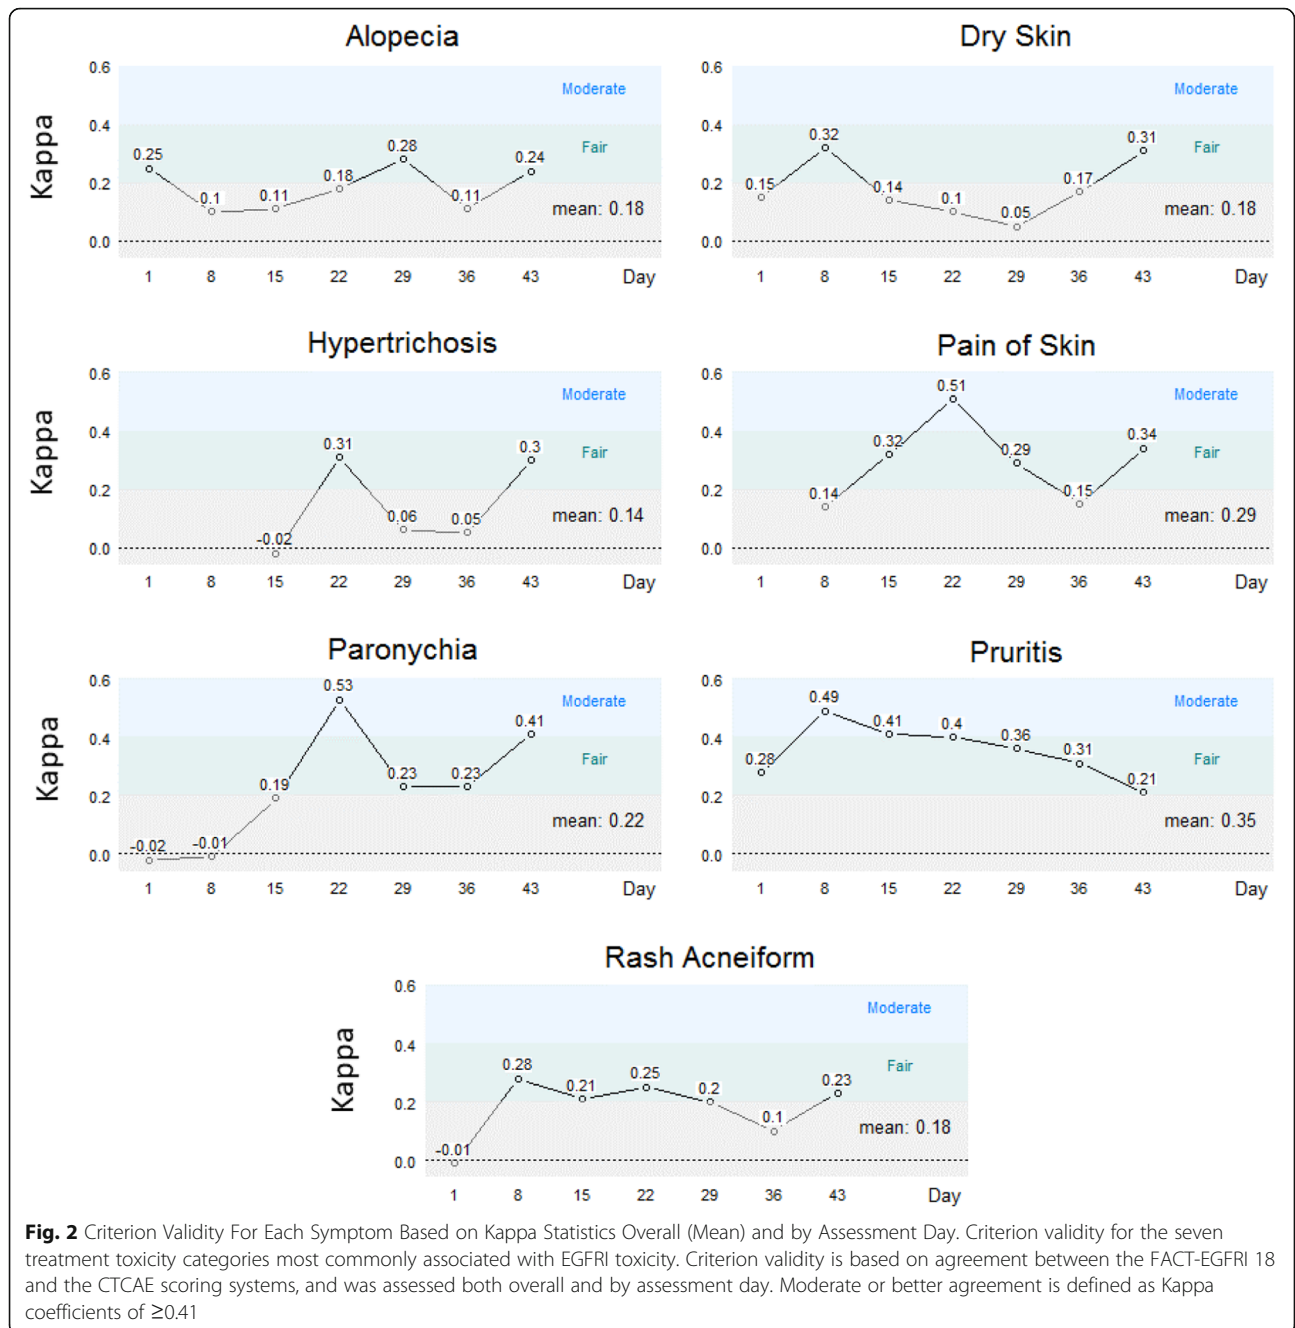 Alopecia
Kappa
0.6
0.4
0.2
0.0
Moderate
Fair
0.25
0.1
0.11
0.18
0.28
0.11
0.24
mean: 0.18
1 8 15 22 29 36 43 Day
Dry Skin
0.6
0.4
0.2
0.0
Moderate
Fair
0.15
0.32
0.14
0.1
0.05
0.17
0.31
mean: 0.18
1 8 15 22 29 36 43 Day
Hypertrichosis
Kappa
0.6
0.4
0.2
0.0
Moderate
Fair
-0.02
0.31
0.06
0.05
0.3
mean: 0.14
1 8 15 22 29 36 43 Day
Pain of Skin
0.6
0.4
0.2
0.0
Moderate
Fair
0.14
0.32
0.51
0.29
0.15
0.34
mean: 0.29
1 8 15 22 29 36 43 Day
Paronychia
Kappa
0.6
0.4
0.2
0.0
Moderate
Fair
-0.02
-0.01
0.19
0.53
0.23
0.23
0.41
mean: 0.22
1 8 15 22 29 36 43 Day
Pruritis
0.6
0.4
0.2
0.0
Moderate
Fair
0.28
0.49
0.41
0.4
0.36
0.31
0.21
mean: 0.35
1 8 15 22 29 36 43 Day
Rash Acneiform
Kappa
0.6
0.4
0.2
0.0
Moderate
Fair
-0.01
0.28
0.21
0.25
0.2
0.1
0.23
mean: 0.18
1 8 15 22 29 36 43 Day
Fig. 2 Criterion Validity For Each Symptom Based on Kappa Statistics Overall (Mean) and by Assessment Day. Criterion validity for the seven
treatment toxicity categories most commonly associated with EGFRI toxicity. Criterion validity is based on agreement between the FACT-EGFRI 18
and the CTCAE scoring systems, and was assessed both overall and by assessment day. Moderate or better agreement is defined as Kappa
coefficients of ≥0.41